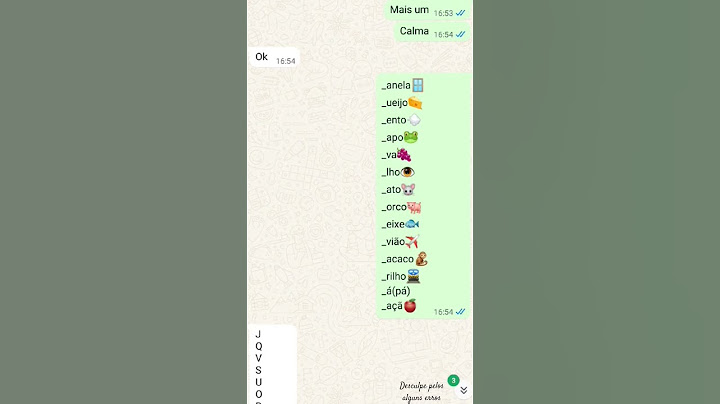 Mais um 16:53
Calma 16:54
Ok 16:54
_anela🪟
_ueijo🧀
_ento💨
_apo🐸
_va🍇
_lho👁️
_ato🐭
_orco🐖
_eixe🐟
_vião✈️
_acaco🐒
_rilho🛤️
_á(pá)
_açã🍎
16:54
J
Q
V
S
U
O
3
Desculpe pelos
alguns erros